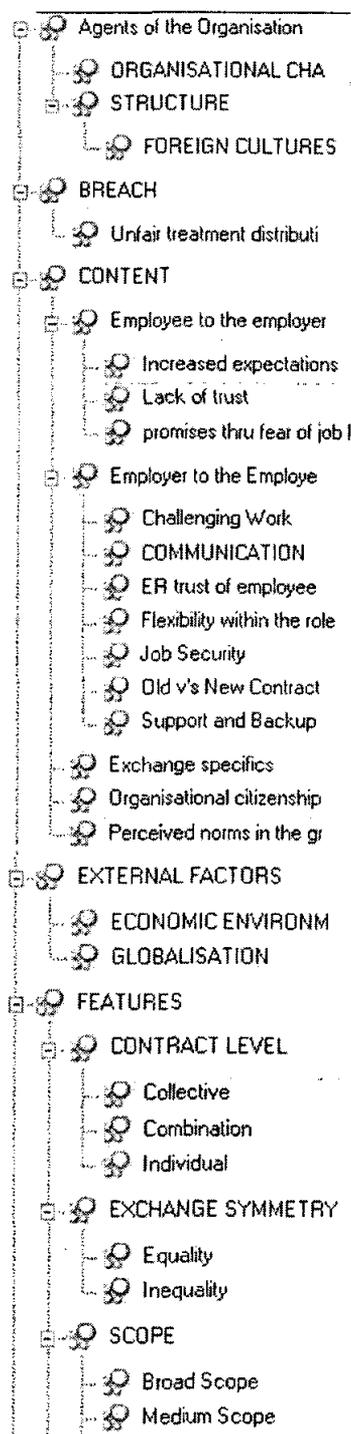 Agents of the Organisation
ORGANISATIONAL CHA
STRUCTURE
FOREIGN CULTURES
BREACH
Unfair treatment distributi
CONTENT
Employee to the employer
Increased expectations
Lack of trust
promises thru fear of job l
Employer to the Employe
Challenging Work
COMMUNICATION
ER trust of employee
Flexibility within the role
Job Security
Old v's New Contract
Support and Backup
Exchange specifics
Organisational citizenship
Perceived norms in the gr
EXTERNAL FACTORS
ECONOMIC ENVIRONM
GLOBALISATION
FEATURES
CONTRACT LEVEL
Collective
Combination
Individual
EXCHANGE SYMMETRY
Equality
Inequality
SCOPE
Broad Scope
Medium Scope